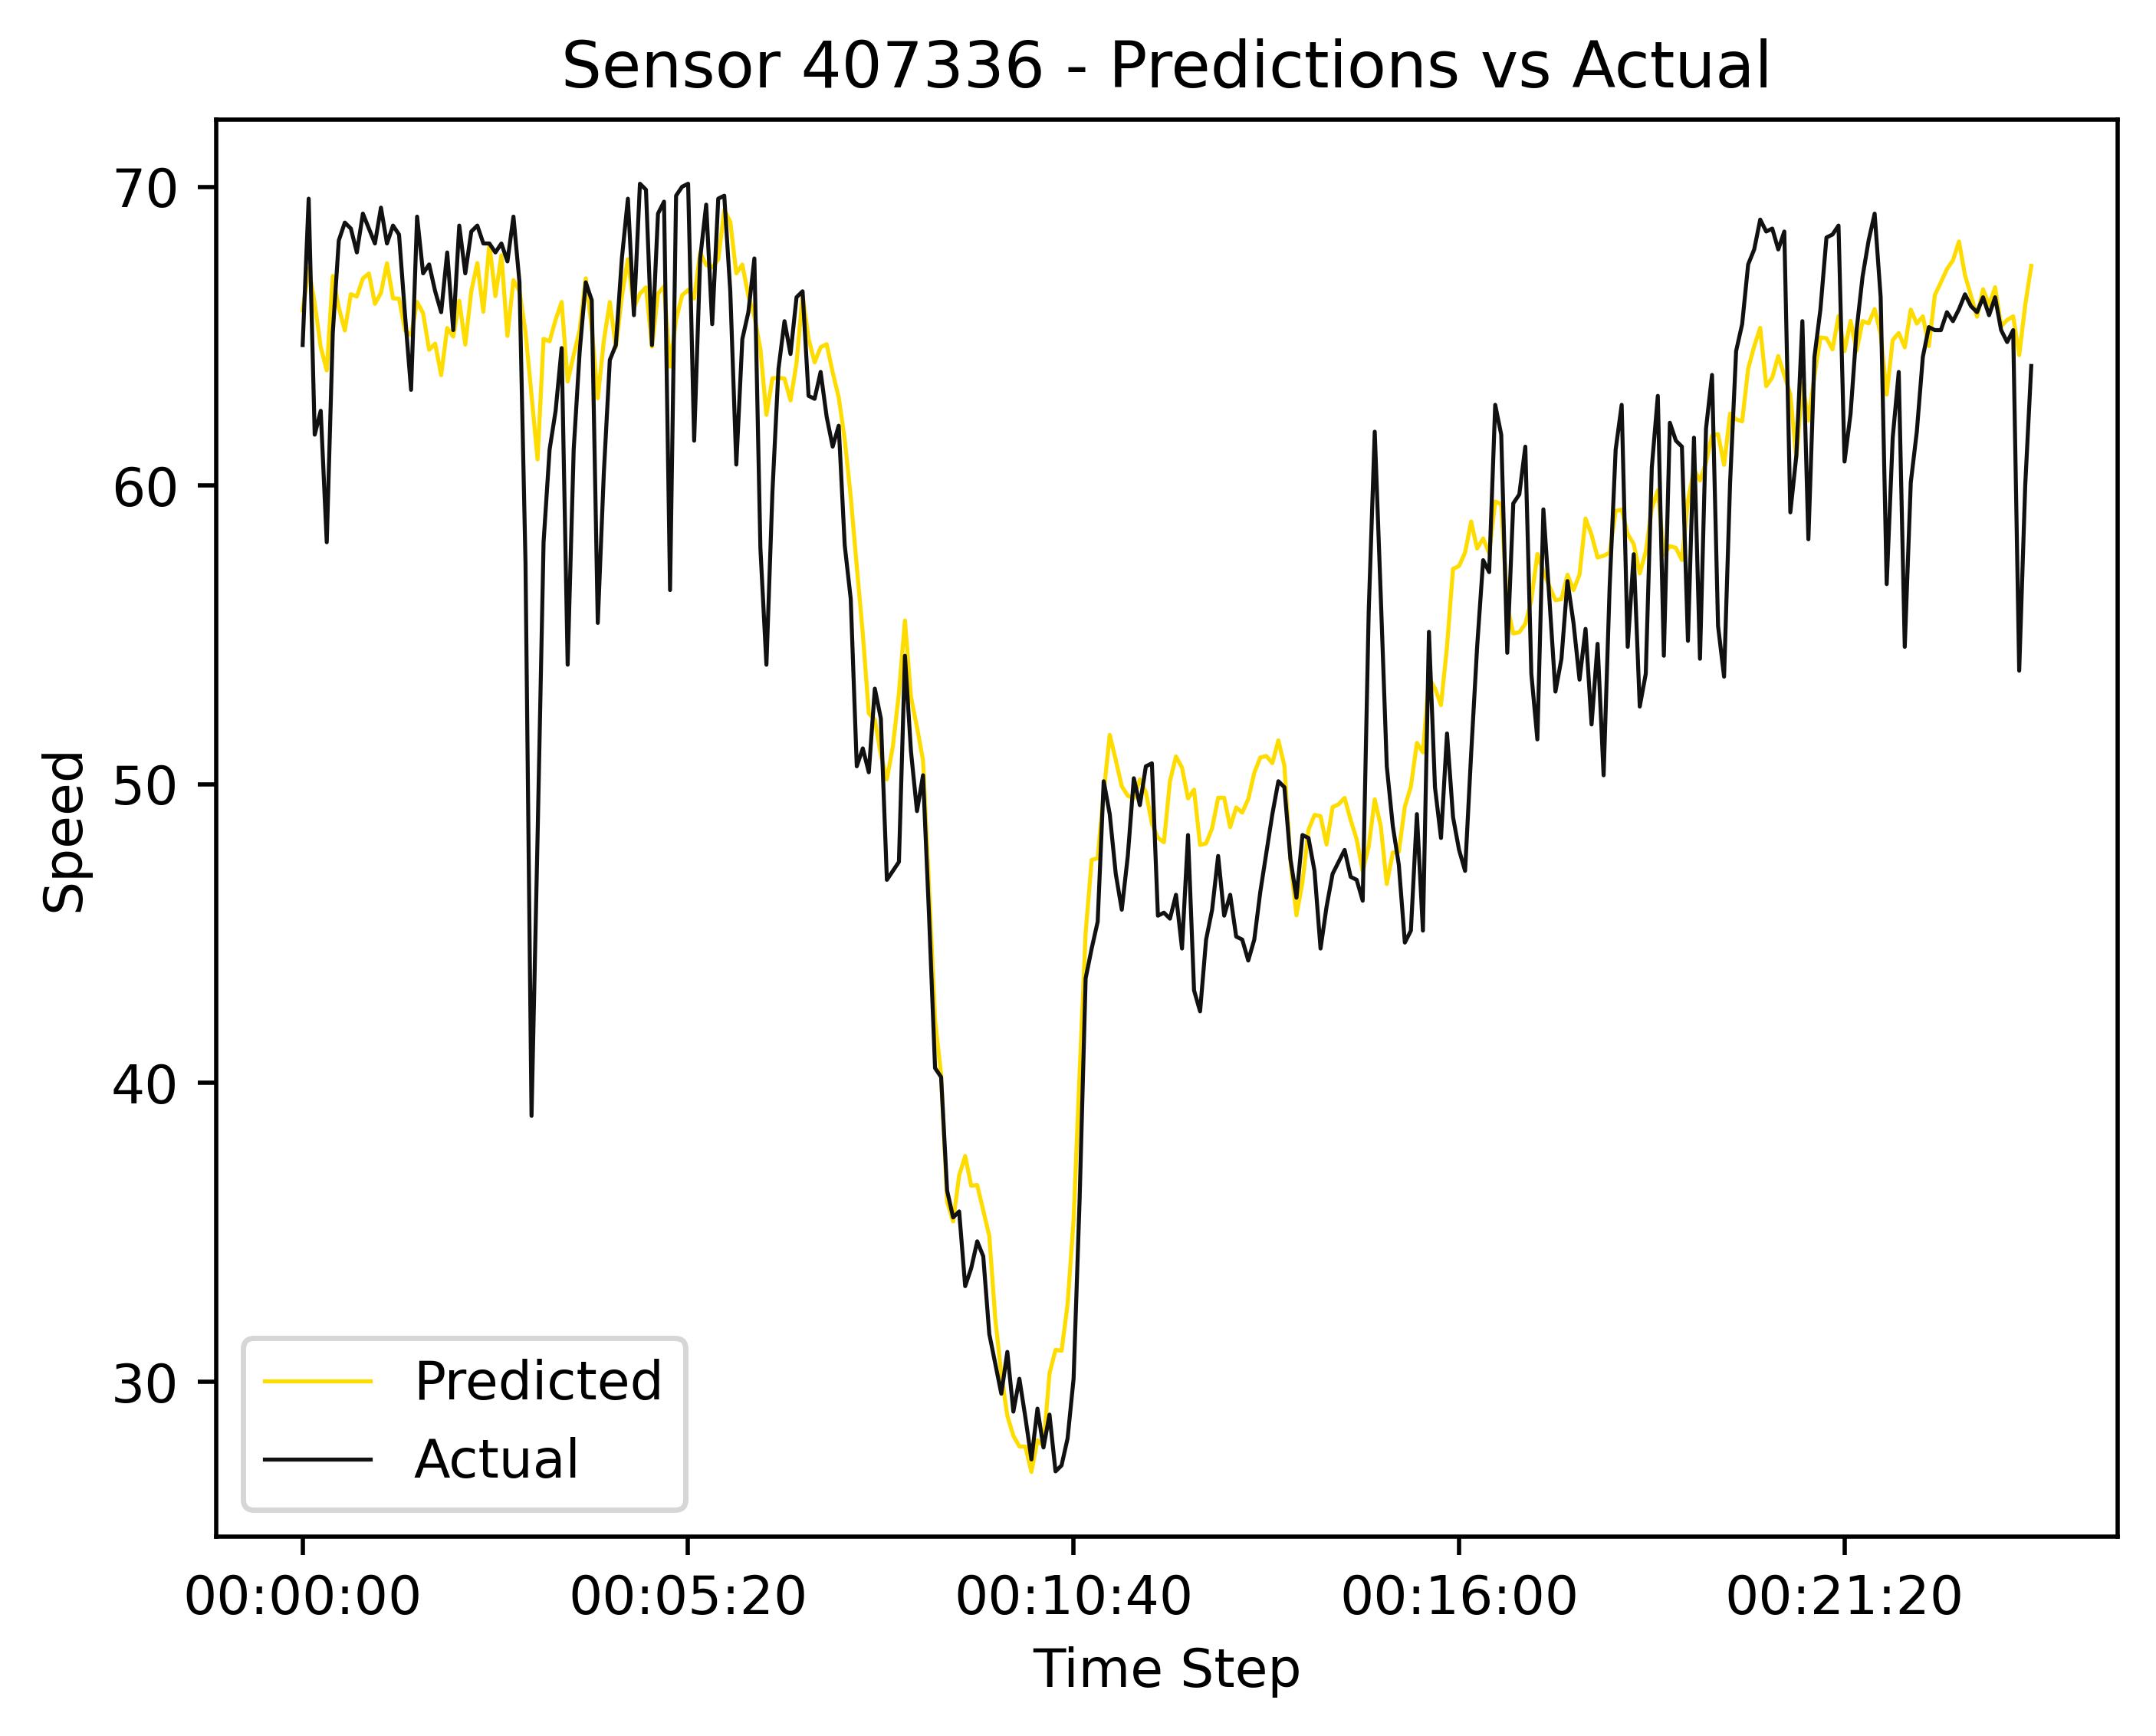 Sensor 407336 - Predictions vs Actual
70
60
50
40
30
Speed
Predicted
Actual
00:00:00 00:05:20 00:10:40 00:16:00 00:21:20
Time Step